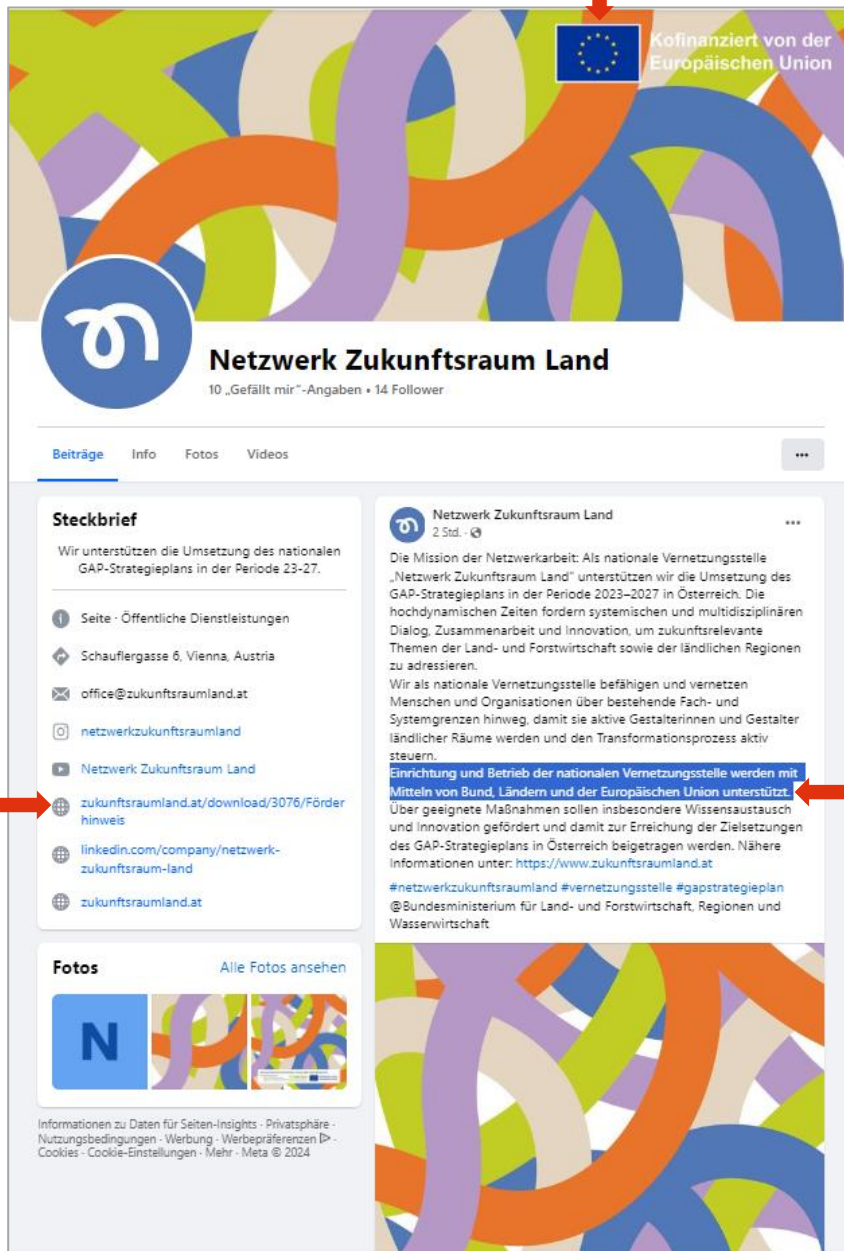 Kofinanziert von der
Europäischen Union
Netzwerk Zukunftsraum Land
10 „Gefällt mir“-Angaben • 14 Follower
Beiträge Info Fotos Videos
Steckbrief
Wir unterstützen die Umsetzung des nationalen
GAP-Strategieplans in der Periode 23-27.
Seite · Öffentliche Dienstleistungen
Schauflergasse 6, Vienna, Austria
office@zukunftsraumland.at
netzwerkzukunftsraumland
Netzwerk Zukunftsraum Land
zukunftsraumland.at/download/3076/Förder
hinweis
linkedin.com/company/netzwerk-
zukunftsraum-land
zukunftsraumland.at
Fotos Alle Fotos ansehen
N
Informationen zu Daten für Seiten-Insights · Privatsphäre ·
Nutzungsbedingungen · Werbung · Werbepräferenzen ·
Cookies · Cookie-Einstellungen · Mehr · Meta © 2024
Netzwerk Zukunftsraum Land
2 Std. ·
Die Mission der Netzwerkarbeit: Als nationale Vernetzungsstelle
„Netzwerk Zukunftsraum Land“ unterstützen wir die Umsetzung des
GAP-Strategieplans in der Periode 2023–2027 in Österreich. Die
hochdynamischen Zeiten fordern systemischen und multidisziplinären
Dialog, Zusammenarbeit und Innovation, um zukunftsrelevante
Themen der Land- und Forstwirtschaft sowie der ländlichen Regionen
zu adressieren.
Wir als nationale Vernetzungsstelle befähigen und vernetzen
Menschen und Organisationen über bestehende Fach- und
Systemgrenzen hinweg, damit sie aktive Gestalterinnen und Gestalter
ländlicher Räume werden und den Transformationsprozess aktiv
steuern.
Einrichtung und Betrieb der nationalen Vernetzungsstelle werden mit
Mitteln von Bund, Ländern und der Europäischen Union unterstützt.
Über geeignete Maßnahmen sollen insbesondere Wissensaustausch
und Innovation gefördert und damit zur Erreichung der Zielsetzungen
des GAP-Strategieplans in Österreich beigetragen werden. Nähere
Informationen unter: https://www.zukunftsraumland.at
#netzwerkzukunftsraumland #vernetzungsstelle #gapstrategieplan
@Bundesministerium für Land- und Forstwirtschaft, Regionen und
Wasserwirtschaft